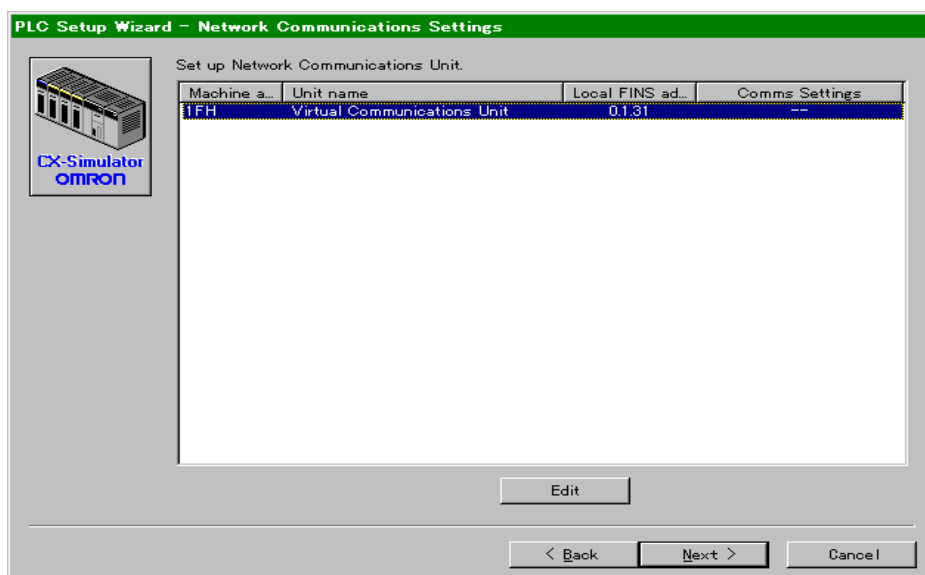 PLC Setup Wizard - Network Communications Settings
Set up Network Communications Unit.
Machine a... Unit name Local FINS ad... Comms Settings
1FH Virtual Communications Unit 0.1.31 --
CX-Simulator
OMRON
Edit
< Back Next > Cancel